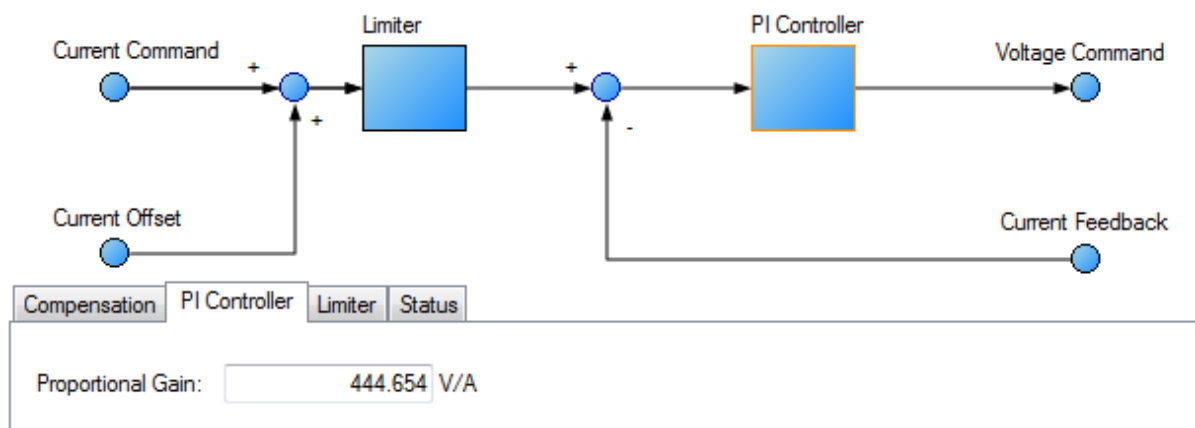 Limiter
PI Controller
Current Command
Voltage Command
+
+
+
-
Current Offset
Current Feedback
Compensation PI Controller Limiter Status
Proportional Gain: 444.654 V/A